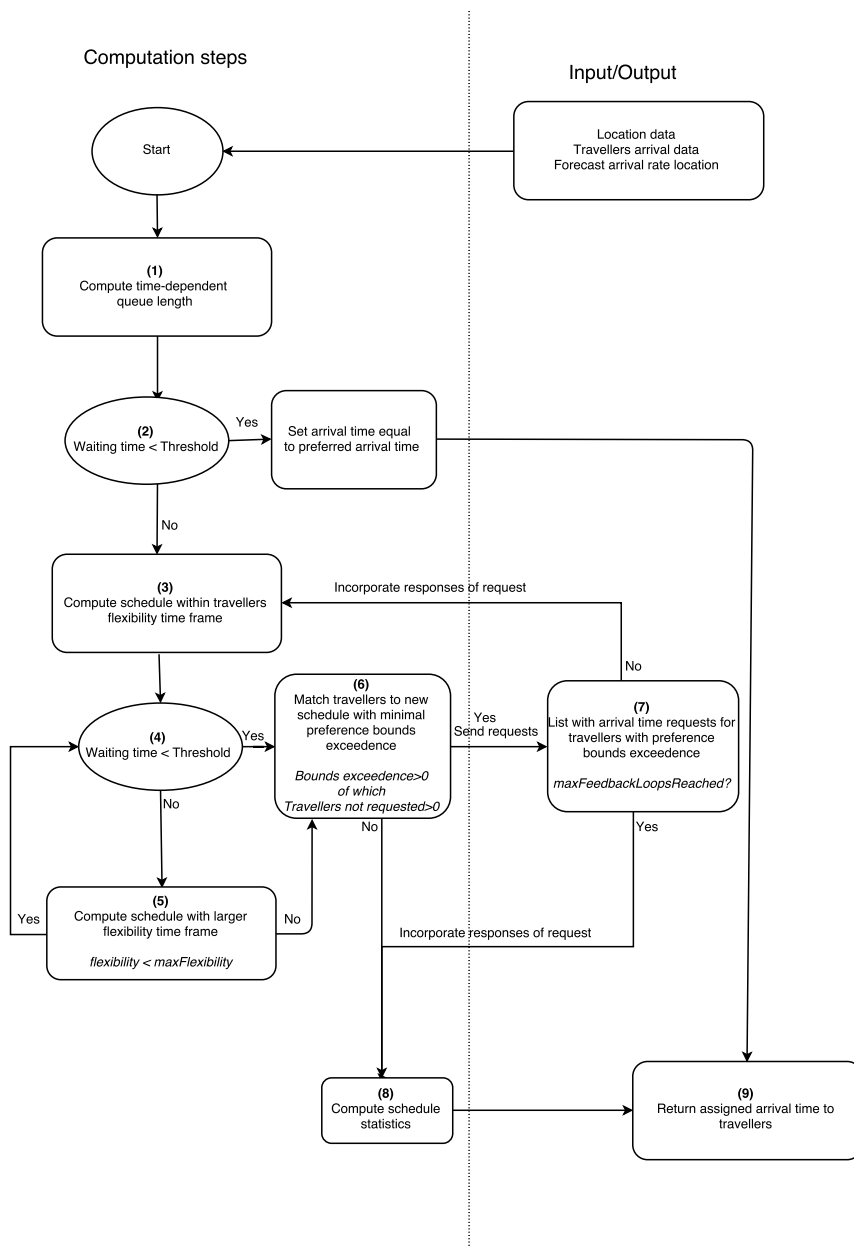 Computation steps
Input/Output
Start
Location data
Travellers arrival data
Forecast arrival rate location
(1)
Compute time-dependent
queue length
(2)
Waiting time < Threshold
Yes
Set arrival time equal
to preferred arrival time
No
(3)
Compute schedule within travellers
flexibility time frame
Incorporate responses of request
No
(4)
Waiting time < Threshold
Yes
(6)
Match travellers to new
schedule with minimal
preference bounds
exceedence
Bounds exceedence>0
of which
Travellers not requested>0
Yes
Send requests
(7)
List with arrival time requests for
travellers with preference
bounds exceedence
maxFeedbackLoopsReached?
No
No
Yes
(5)
Compute schedule with larger
flexibility time frame
flexibility < maxFlexibility
Yes
No
Incorporate responses of request
(8)
Compute schedule
statistics
(9)
Return assigned arrival time to
travellers